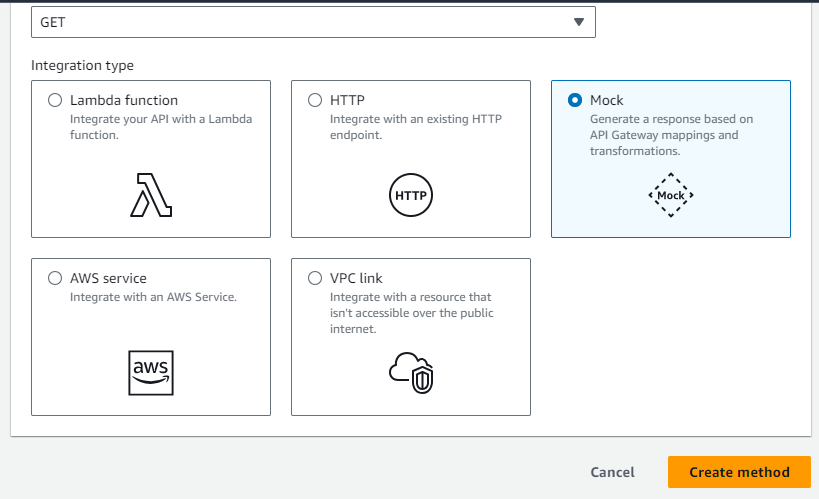 GET
Integration type
Lambda function
Integrate your API with a Lambda
function.
HTTP
Integrate with an existing HTTP
endpoint.
HTTP
Mock
Generate a response based on
API Gateway mappings and
transformations.
Mock
AWS service
Integrate with an AWS Service.
aws
VPC link
Integrate with a resource that
isn't accessible over the public
internet.
Cancel
Create method